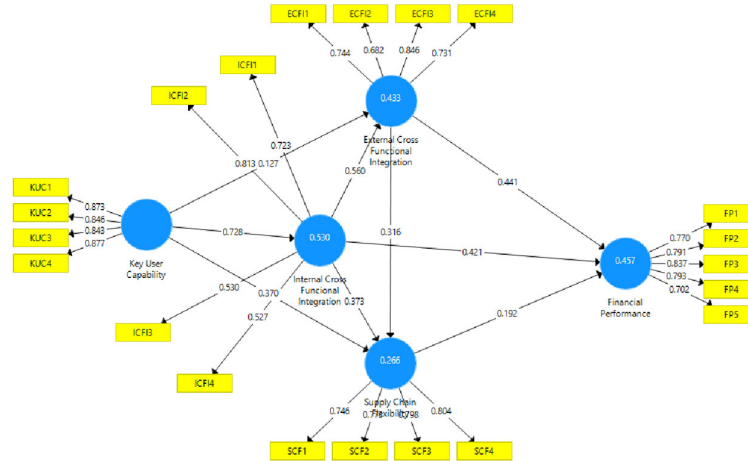 ECFI1 ECFI2 ECFI3 ECFI4
0.744 0.682 0.846 0.731
ICFI1
ICFI2
0.433
External Cross
Functional
Integration
0.723
0.813 0.127
0.560
0.441
KUC1
KUC2
KUC3
KUC4
0.873
0.846
0.843
0.877
Key User
Capability
0.728
0.530
Internal Cross
Funcional
Integration
0.316
0.421
0.457
Financial
Performance
0.770
0.791
0.837
0.793
0.702
FP1
FP2
FP3
FP4
FP5
0.530
0.370
0.373
0.527
0.192
ICFI3
ICFI4
0.266
Supply Chain
0.746
0.798
0.804
SCF1 SCF2 SCF3 SCF4